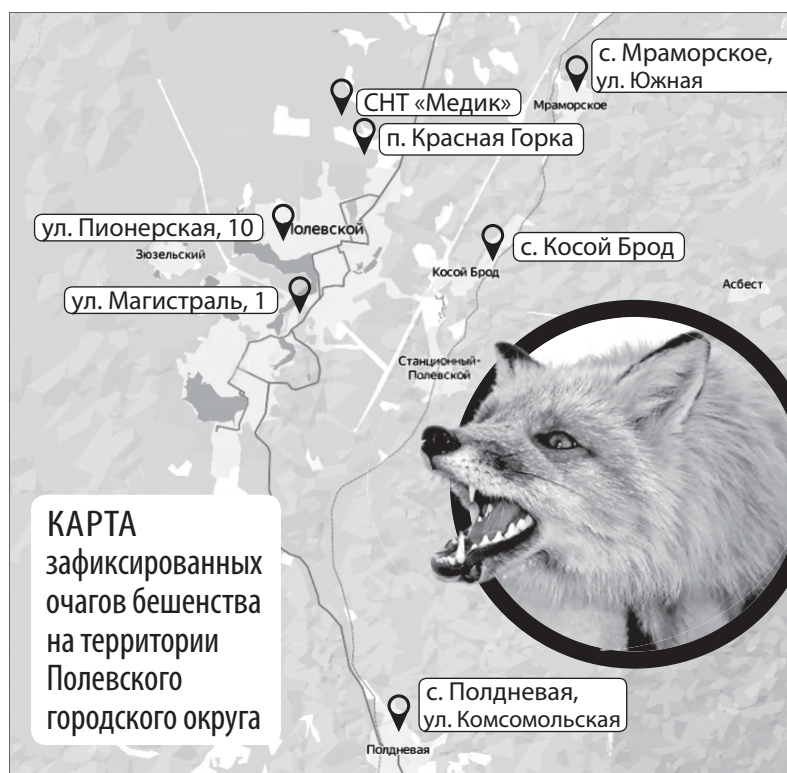 с. Мраморское,
ул. Южная
Мраморское
СНТ «Медик»
п. Красная Горка
ул. Пионерская, 10
Полевской
Зюзельский
с. Косой Брод
Косой Брод
Асбест
ул. Магистраль, 1
Станционный-
Полевской
КАРТА
зафиксированных
очагов бешенства
на территории
Полевского
городского округа
с. Полдневая,
ул. Комсомольская
Полдневая